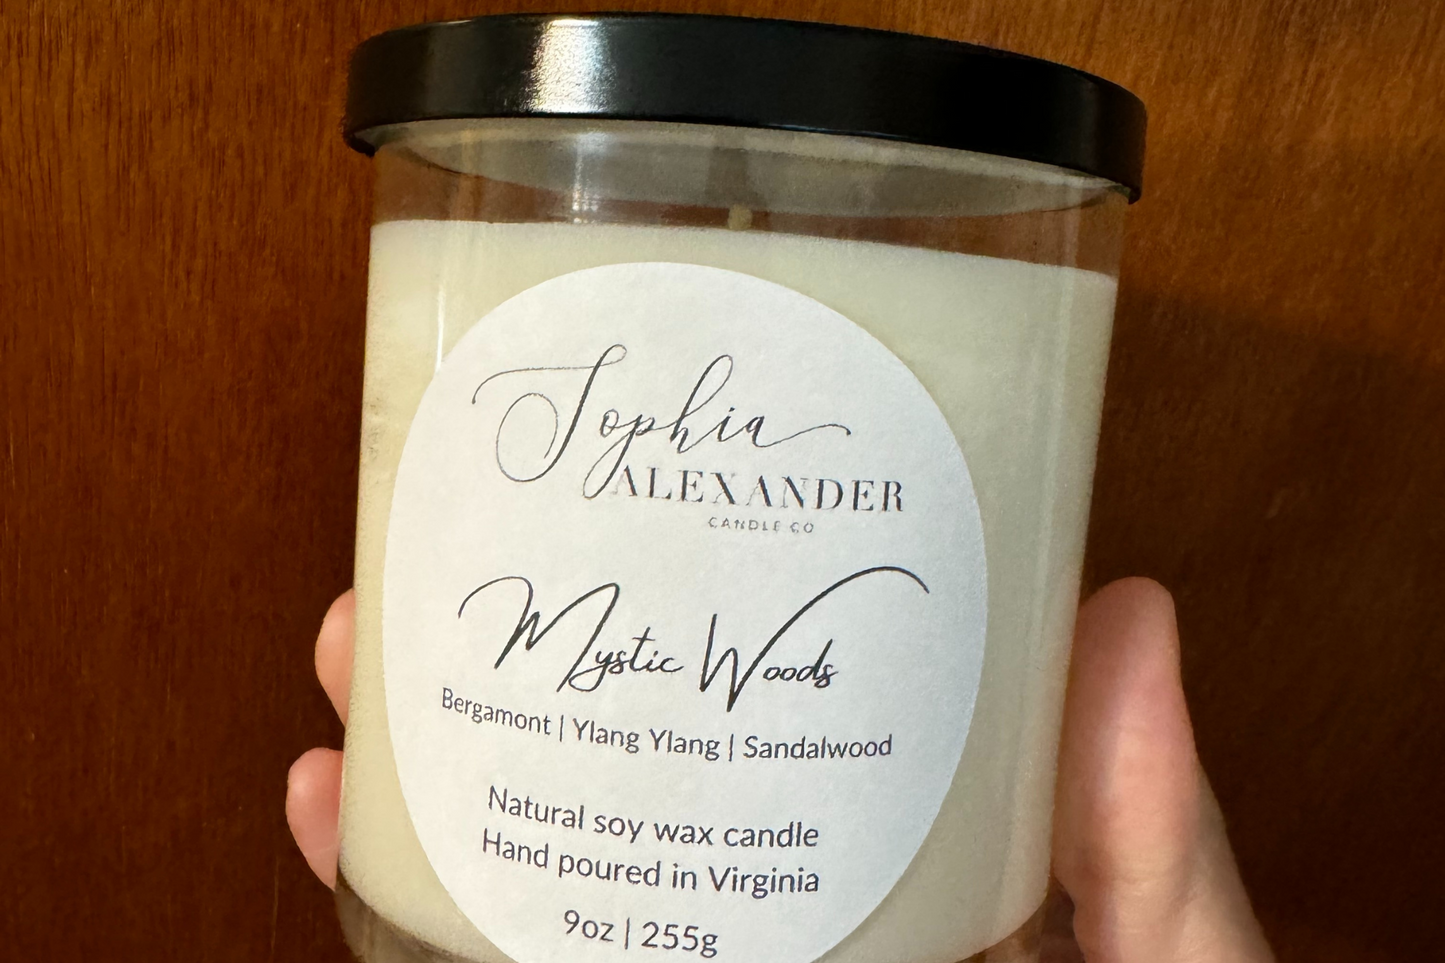 Sophia
ALEXANDER
CANDLE CO
Mystic Woods
Bergamont | Ylang Ylang | Sandalwood
Natural soy wax candle
Hand poured in Virginia
9oz | 255g